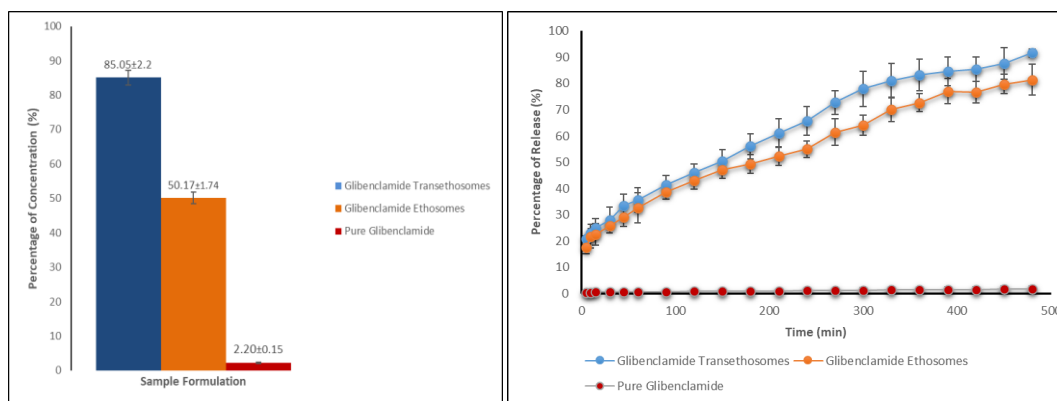 100
90
80
70
60
50
40
30
20
10
0
Percentage of Concentration (%)
85.05±2.2
50.17±1.74
2.20±0.15
Sample Formulation
Glibenclamide Transethosomes
Glibenclamide Ethosomes
Pure Glibenclamide
100
90
80
70
60
50
40
30
20
10
0
Percentage of Release (%)
0 100 200 300 400 500
Time (min)
Glibenclamide Transethosomes Glibenclamide Ethosomes
Pure Glibenclamide